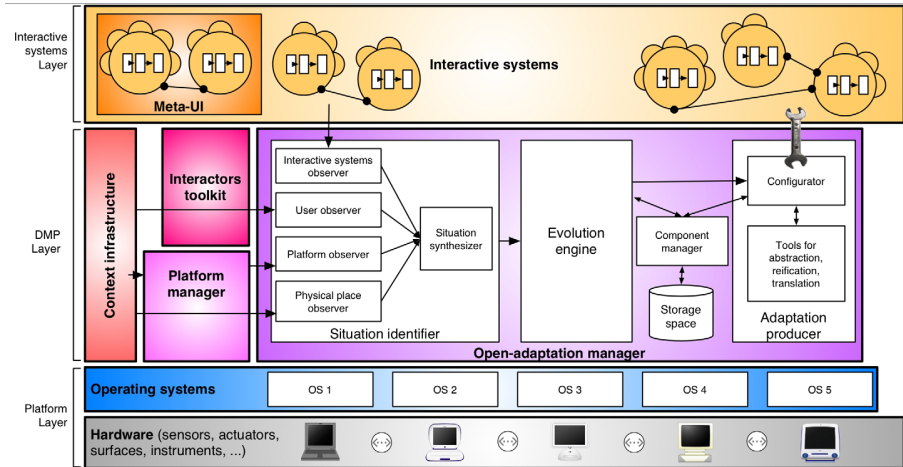 Interactive
systems
Layer
Meta-UI
Interactive systems
DMP
Layer
Context infrastructure
Interactors
toolkit
Platform
manager
Interactive systems
observer
User observer
Platform observer
Physical place
observer
Situation
synthesizer
Situation identifier
Evolution
engine
Component
manager
Storage
space
Configurator
Tools for
abstraction,
reification,
translation
Adaptation
producer
Open-adaptation manager
Platform
Layer
Operating systems
OS 1
OS 2
OS 3
OS 4
OS 5
Hardware (sensors, actuators,
surfaces, instruments, ...)